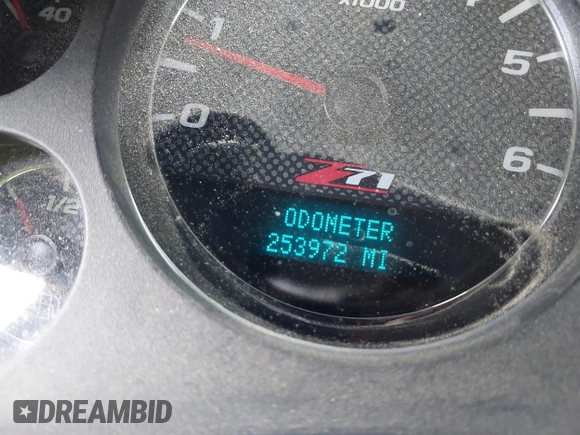 40
x1000
1
5
0
6
1/2
Z71
ODOMETER
253972 MI
DREAMBID